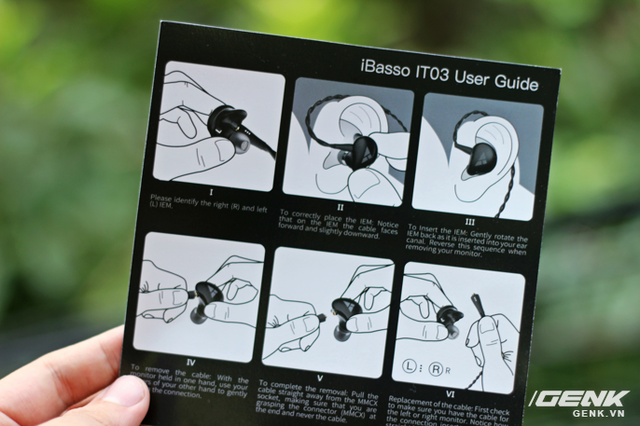 iBasso IT03 User Guide
I
Please identify the right (R) and left
(L) IEM.
II
To correctly place the IEM: Notice
that on the IEM the cable faces
forward and slightly downward.
III
To Insert the IEM: Gently rotate the
IEM back as it is inserted into your ear
canal. Reverse this sequence when
removing your monitor.
IV
To remove the cable: With the
monitor held in one hand, use your
of your other hand to gently
the connection.
V
To complete the removal: Pull the
cable straight away from the MMCX
socket, making sure that you are
grasping the connector (MMCX) at
the end and never the cable.
L : R R
VI
Replacement of the cable: First check
to make sure you have the cable for
the left or right monitor. Notice how
the connection
GENK
GENK.VN